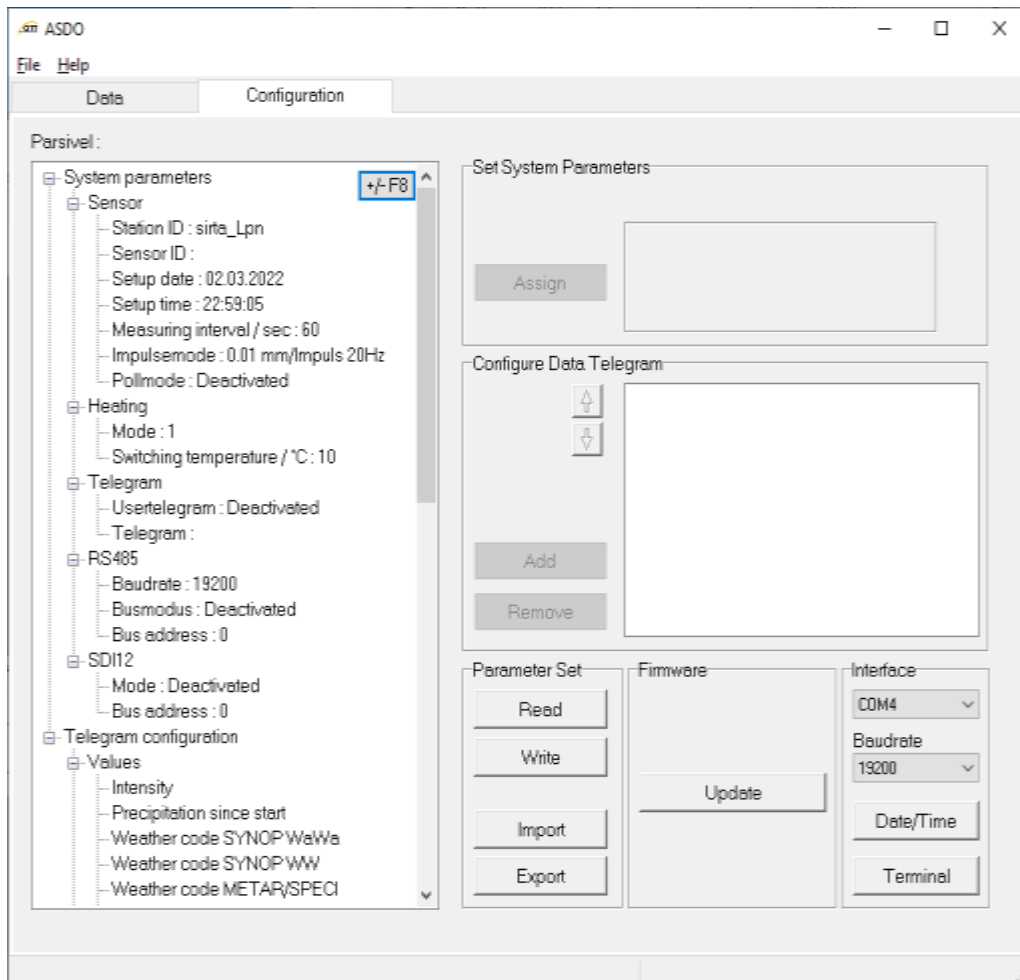 ASDO
File Help
Data Configuration
Parsivel :
System parameters
+/- F8
Sensor
Station ID : sirta_Lpn
Sensor ID :
Setup date : 02.03.2022
Setup time : 22:59:05
Measuring interval / sec : 60
Impulsemode : 0.01 mm/Impuls 20Hz
Pollmode : Deactivated
Heating
Mode : 1
Switching temperature / °C : 10
Telegram
Usertelegram : Deactivated
Telegram :
RS485
Baudrate : 19200
Busmodus : Deactivated
Bus address : 0
SDI12
Mode : Deactivated
Bus address : 0
Telegram configuration
Values
Intensity
Precipitation since start
Weather code SYNOP WaWa
Weather code SYNOP WW
Weather code METAR/SPECI
Set System Parameters
Assign
Configure Data Telegram
Add
Remove
Parameter Set
Read
Write
Import
Export
Firmware
Update
Interface
COM4
Baudrate
19200
Date/Time
Terminal